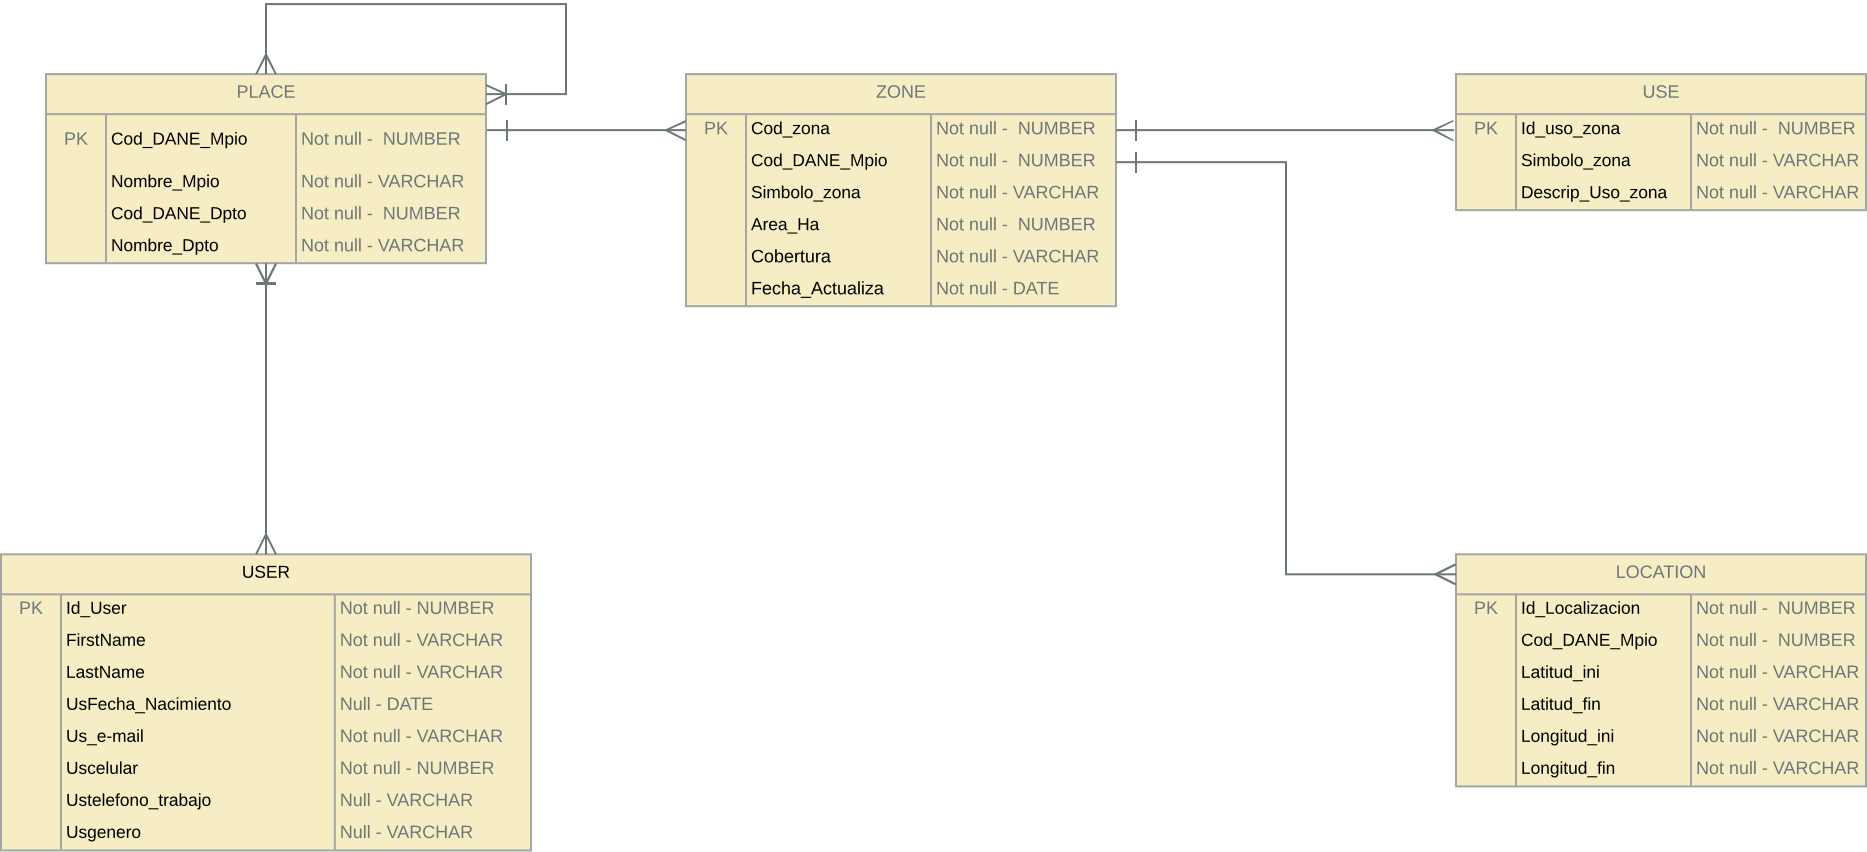 PLACE
PK Cod_DANE_Mpio Not null - NUMBER
Nombre_Mpio Not null - VARCHAR
Cod_DANE_Dpto Not null - NUMBER
Nombre_Dpto Not null - VARCHAR
ZONE
PK Cod_zona Not null - NUMBER
Cod_DANE_Mpio Not null - NUMBER
Simbolo_zona Not null - VARCHAR
Area_Ha Not null - NUMBER
Cobertura Not null - VARCHAR
Fecha_Actualiza Not null - DATE
USE
PK Id_uso_zona Not null - NUMBER
Simbolo_zona Not null - VARCHAR
Descrip_Uso_zona Not null - VARCHAR
USER
PK Id_User Not null - NUMBER
FirstName Not null - VARCHAR
LastName Not null - VARCHAR
UsFecha_Nacimiento Null - DATE
Us_e-mail Not null - VARCHAR
Uscelular Not null - NUMBER
Ustelefono_trabajo Null - VARCHAR
Usgenero Null - VARCHAR
LOCATION
PK Id_Localizacion Not null - NUMBER
Cod_DANE_Mpio Not null - NUMBER
Latitud_ini Not null - VARCHAR
Latitud_fin Not null - VARCHAR
Longitud_ini Not null - VARCHAR
Longitud_fin Not null - VARCHAR